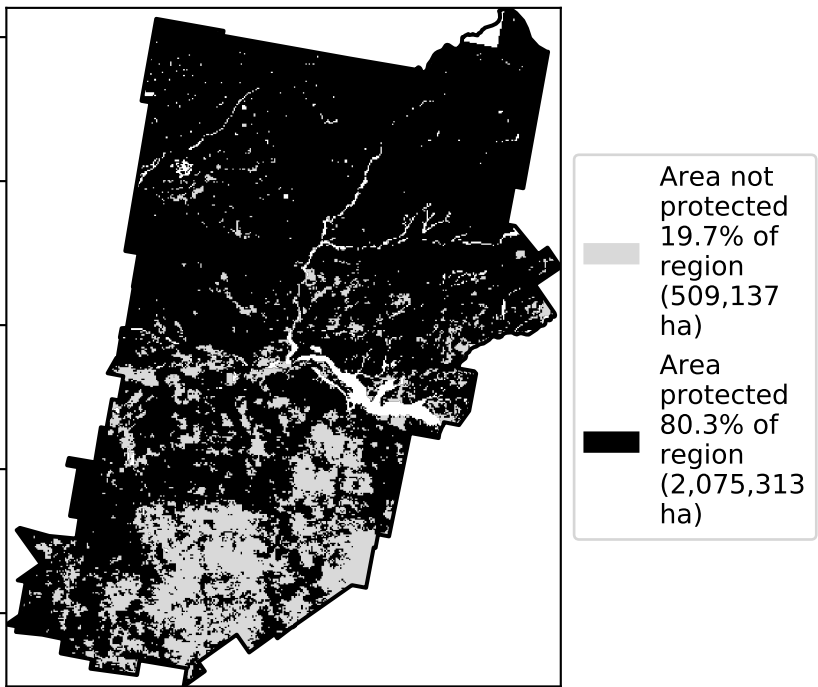 Area not
protected
19.7% of
region
(509,137
ha)
Area
protected
80.3% of
region
(2,075,313
ha)